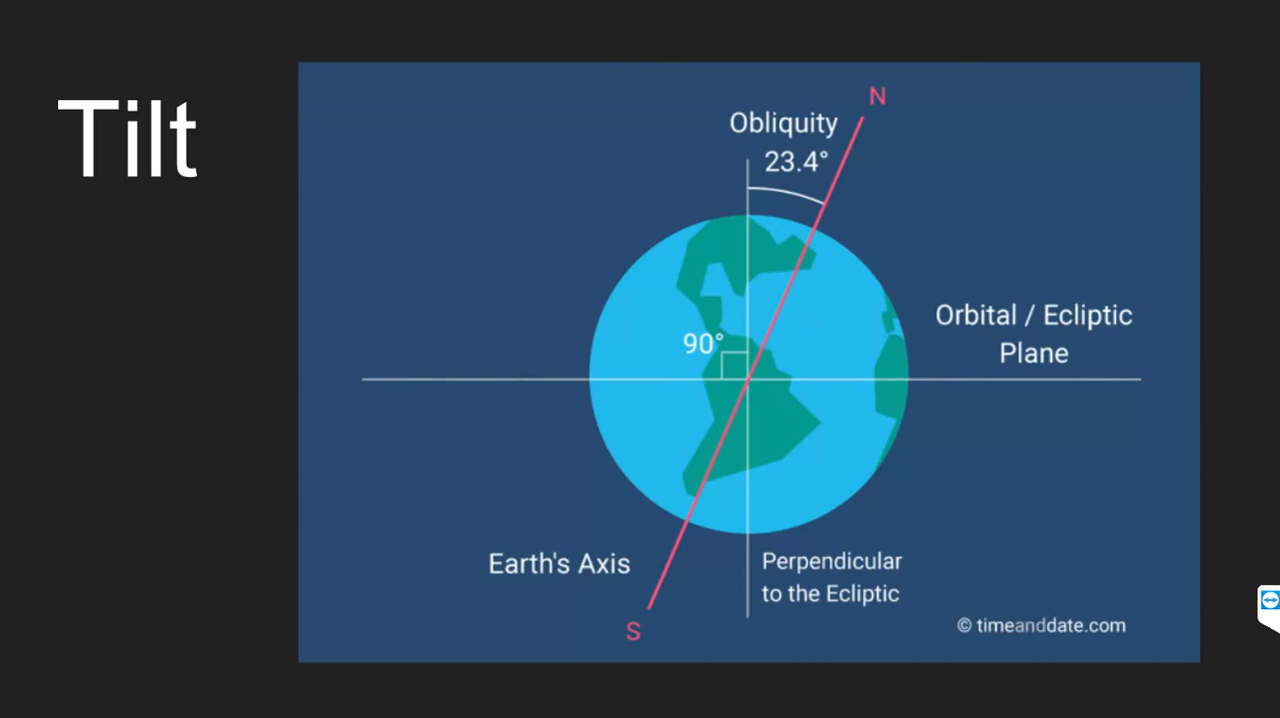 Tilt
N
Obliquity
23.4°
90°
Orbital / Ecliptic
Plane
Earth's Axis
Perpendicular
to the Ecliptic
S
© timeanddate.com